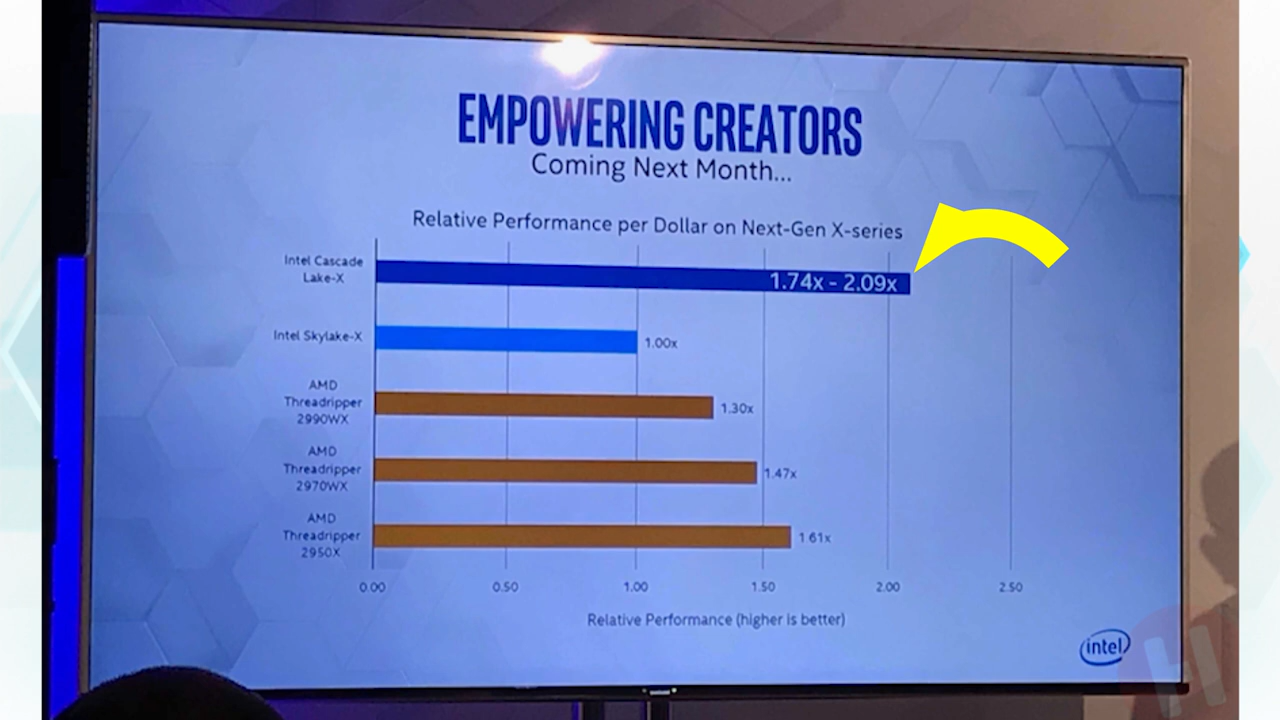 EMPOWERING CREATORS
Coming Next Month...
Relative Performance per Dollar on Next-Gen X-series
Intel Cascade
Lake-X
1.74x - 2.09x
Intel Skylake-X
1.00x
AMD
Threadripper
2990WX
1.30x
AMD
Threadripper
2970WX
1.47x
AMD
Threadripper
2950X
1.61x
0.00 0.50 1.00 1.50 2.00 2.50
Relative Performance (higher is better)
intel
H